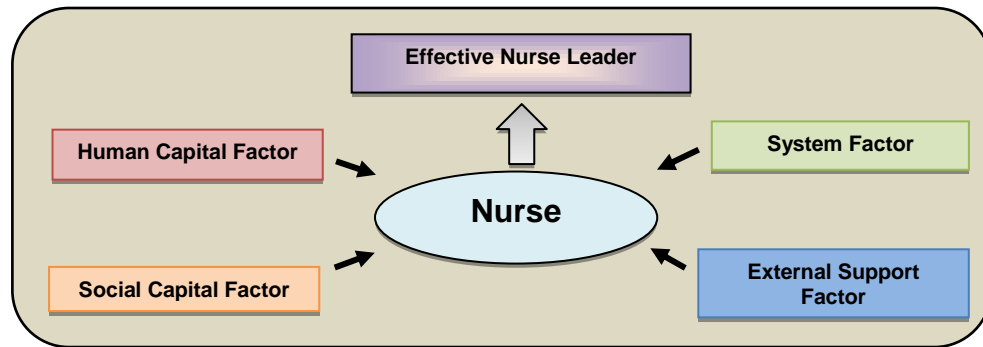 Effective Nurse Leader
Human Capital Factor
System Factor
Nurse
Social Capital Factor
External Support
Factor